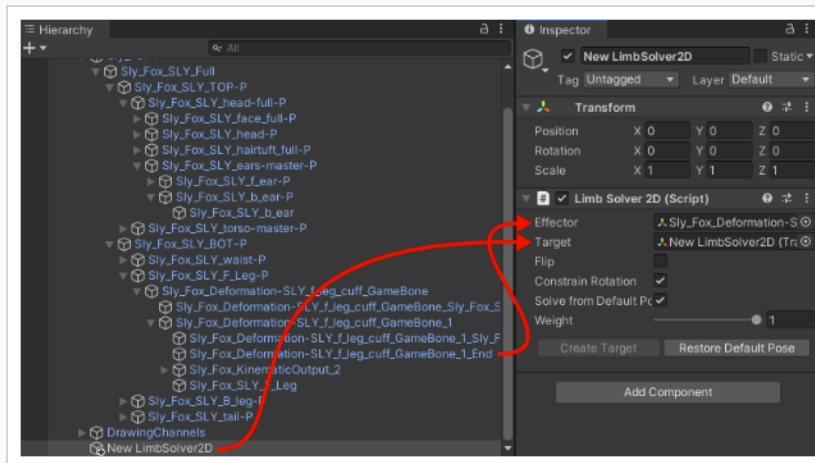 Hierarchy
All
Sly_Fox_SLY_Full
Sly_Fox_SLY_TOP-P
Sly_Fox_SLY_head-full-P
Sly_Fox_SLY_face_full-P
Sly_Fox_SLY_head-P
Sly_Fox_SLY_hairtuft_full-P
Sly_Fox_SLY_ears-master-P
Sly_Fox_SLY_f_ear-P
Sly_Fox_SLY_b_ear-P
Sly_Fox_SLY_b_ear
Sly_Fox_SLY_torso-master-P
Sly_Fox_SLY_BOT-P
Sly_Fox_SLY_waist-P
Sly_Fox_SLY_F_Leg-P
Sly_Fox_Deformation-SLY_f_leg_cuff_GameBone
Sly_Fox_Deformation-SLY_f_leg_cuff_GameBone_Sly_Fox_S
Sly_Fox_Deformation-SLY_f_leg_cuff_GameBone_1
Sly_Fox_Deformation-SLY_f_leg_cuff_GameBone_1_Sly_F
Sly_Fox_Deformation-SLY_f_leg_cuff_GameBone_1_End
Sly_Fox_KinematicOutput_2
Sly_Fox_SLY_F_Leg
Sly_Fox_SLY_B_leg-P
Sly_Fox_SLY_tail-P
DrawingChannels
New LimbSolver2D
Inspector
New LimbSolver2D Static
Tag Untagged Layer Default
Transform
Position X 0 Y 0 Z 0
Rotation X 0 Y 0 Z 0
Scale X 1 Y 1 Z 1
Limb Solver 2D (Script)
Effector Sly_Fox_Deformation-S
Target New LimbSolver2D (Tra
Flip
Constrain Rotation
Solve from Default Po
Weight 1
Create Target Restore Default Pose
Add Component